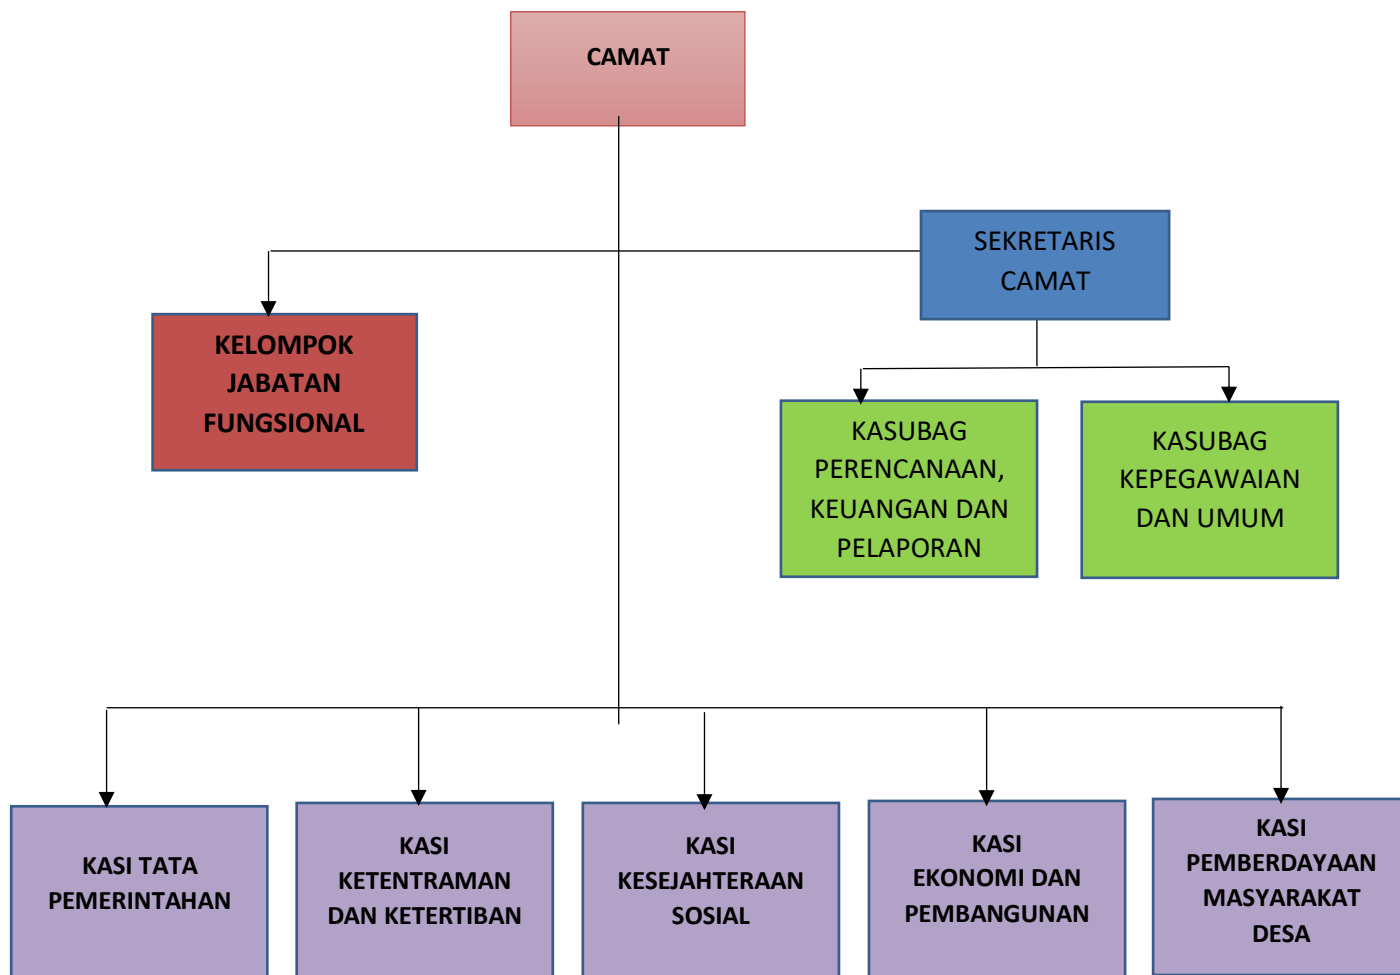 CAMAT
SEKRETARIS
CAMAT
KELOMPOK
JABATAN
FUNGSIONAL
KASUBAG
PERENCANAAN,
KEUANGAN DAN
PELAPORAN
KASUBAG
KEPEGAWAIAN
DAN UMUM
KASI TATA
PEMERINTAHAN
KASI
KETENTRAMAN
DAN KETERTIBAN
KASI
KESEJAHTERAAN
SOSIAL
KASI
EKONOMI DAN
PEMBANGUNAN
KASI
PEMBERDAYAAN
MASYARAKAT
DESA